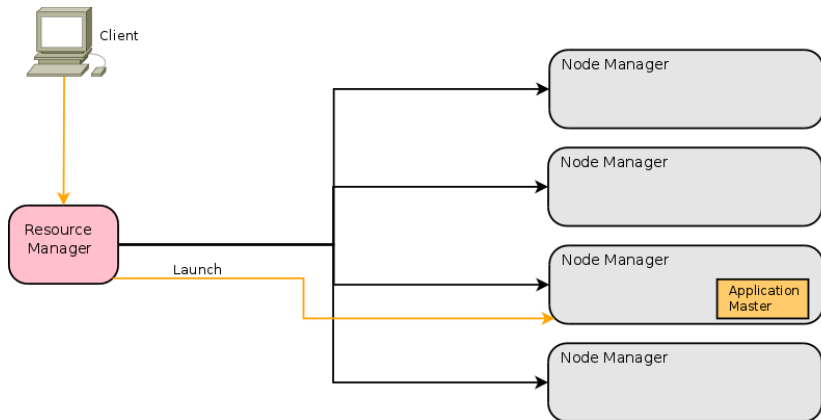 Client
Node Manager
Node Manager
Resource
Manager
Launch
Node Manager
Application
Master
Node Manager